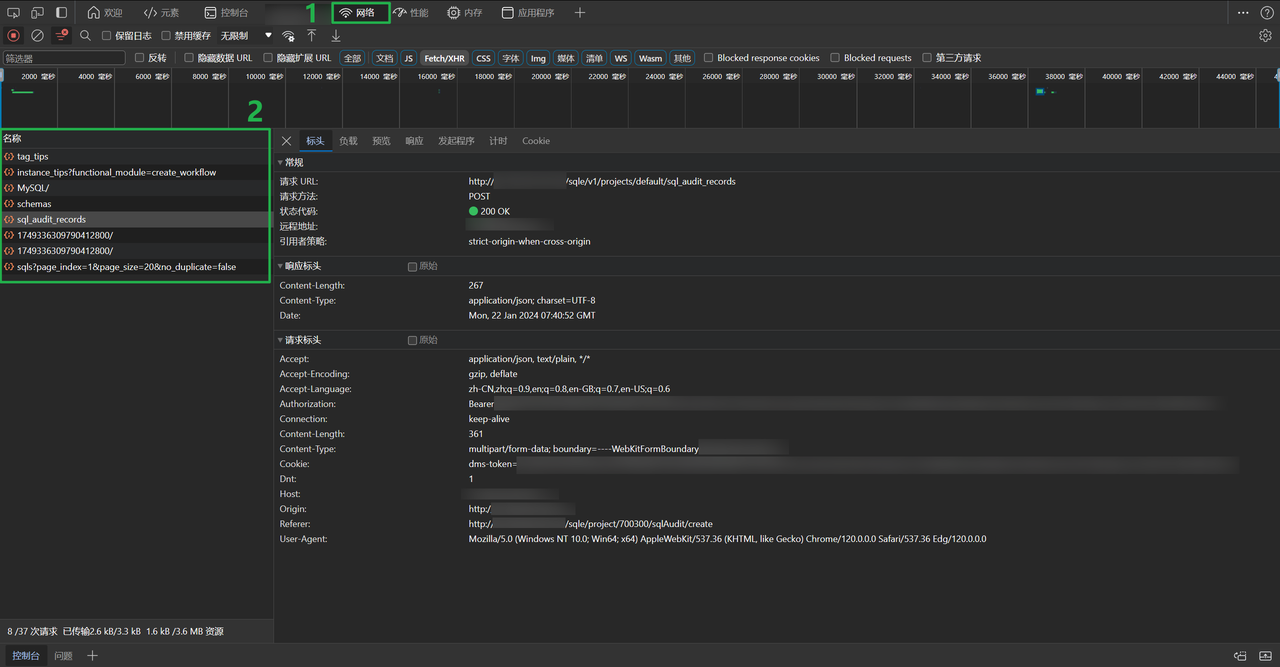 欢迎 元素 控制台 1 网络 性能 内存 应用程序
保留日志 禁用缓存 无限制
筛选器 反转 隐藏数据 URL 隐藏扩展 URL 全部 文档 JS Fetch/XHR CSS 字体 Img 媒体 清单 WS Wasm 其他 Blocked response cookies Blocked requests 第三方请求
2000 毫秒 4000 毫秒 6000 毫秒 8000 毫秒 10000 毫秒 12000 毫秒 14000 毫秒 16000 毫秒 18000 毫秒 20000 毫秒 22000 毫秒 24000 毫秒 26000 毫秒 28000 毫秒 30000 毫秒 32000 毫秒 34000 毫秒 36000 毫秒 38000 毫秒 40000 毫秒 42000 毫秒 44000 毫秒
2
名称
tag_tips
instance_tips?functional_module=create_workflow
MySQL/
schemas
sql_audit_records
1749336309790412800/
1749336309790412800/
sqls?page_index=1&page_size=20&no_duplicate=false
标头 负载 预览 响应 发起程序 计时 Cookie
常规
请求 URL: http:// /sqle/v1/projects/default/sql_audit_records
请求方法: POST
状态代码: 200 OK
远程地址:
引用者策略: strict-origin-when-cross-origin
响应标头 原始
Content-Length: 267
Content-Type: application/json; charset=UTF-8
Date: Mon, 22 Jan 2024 07:40:52 GMT
请求标头 原始
Accept: application/json, text/plain, */*
Accept-Encoding: gzip, deflate
Accept-Language: zh-CN,zh;q=0.9,en;q=0.8,en-GB;q=0.7,en-US;q=0.6
Authorization: Bearer
Connection: keep-alive
Content-Length: 361
Content-Type: multipart/form-data; boundary=----WebKitFormBoundary
Cookie: dms-token=
Dnt: 1
Host:
Origin: http://
Referer: http:// /sqle/project/700300/sqlAudit/create
User-Agent: Mozilla/5.0 (Windows NT 10.0; Win64; x64) AppleWebKit/537.36 (KHTML, like Gecko) Chrome/120.0.0.0 Safari/537.36 Edg/120.0.0.0
8 /37 次请求 已传输2.6 kB/3.3 kB 1.6 kB /3.6 MB 资源
控制台 问题